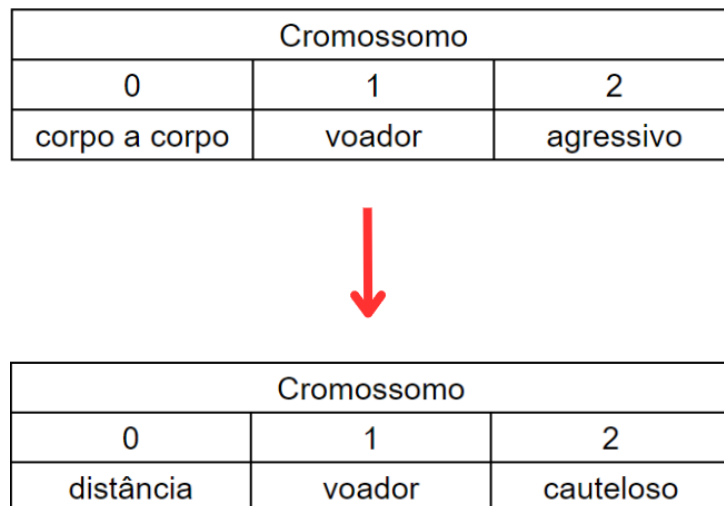 Cromossomo
0 1 2
corpo a corpo voador agressivo
Cromossomo
0 1 2
distância voador cauteloso